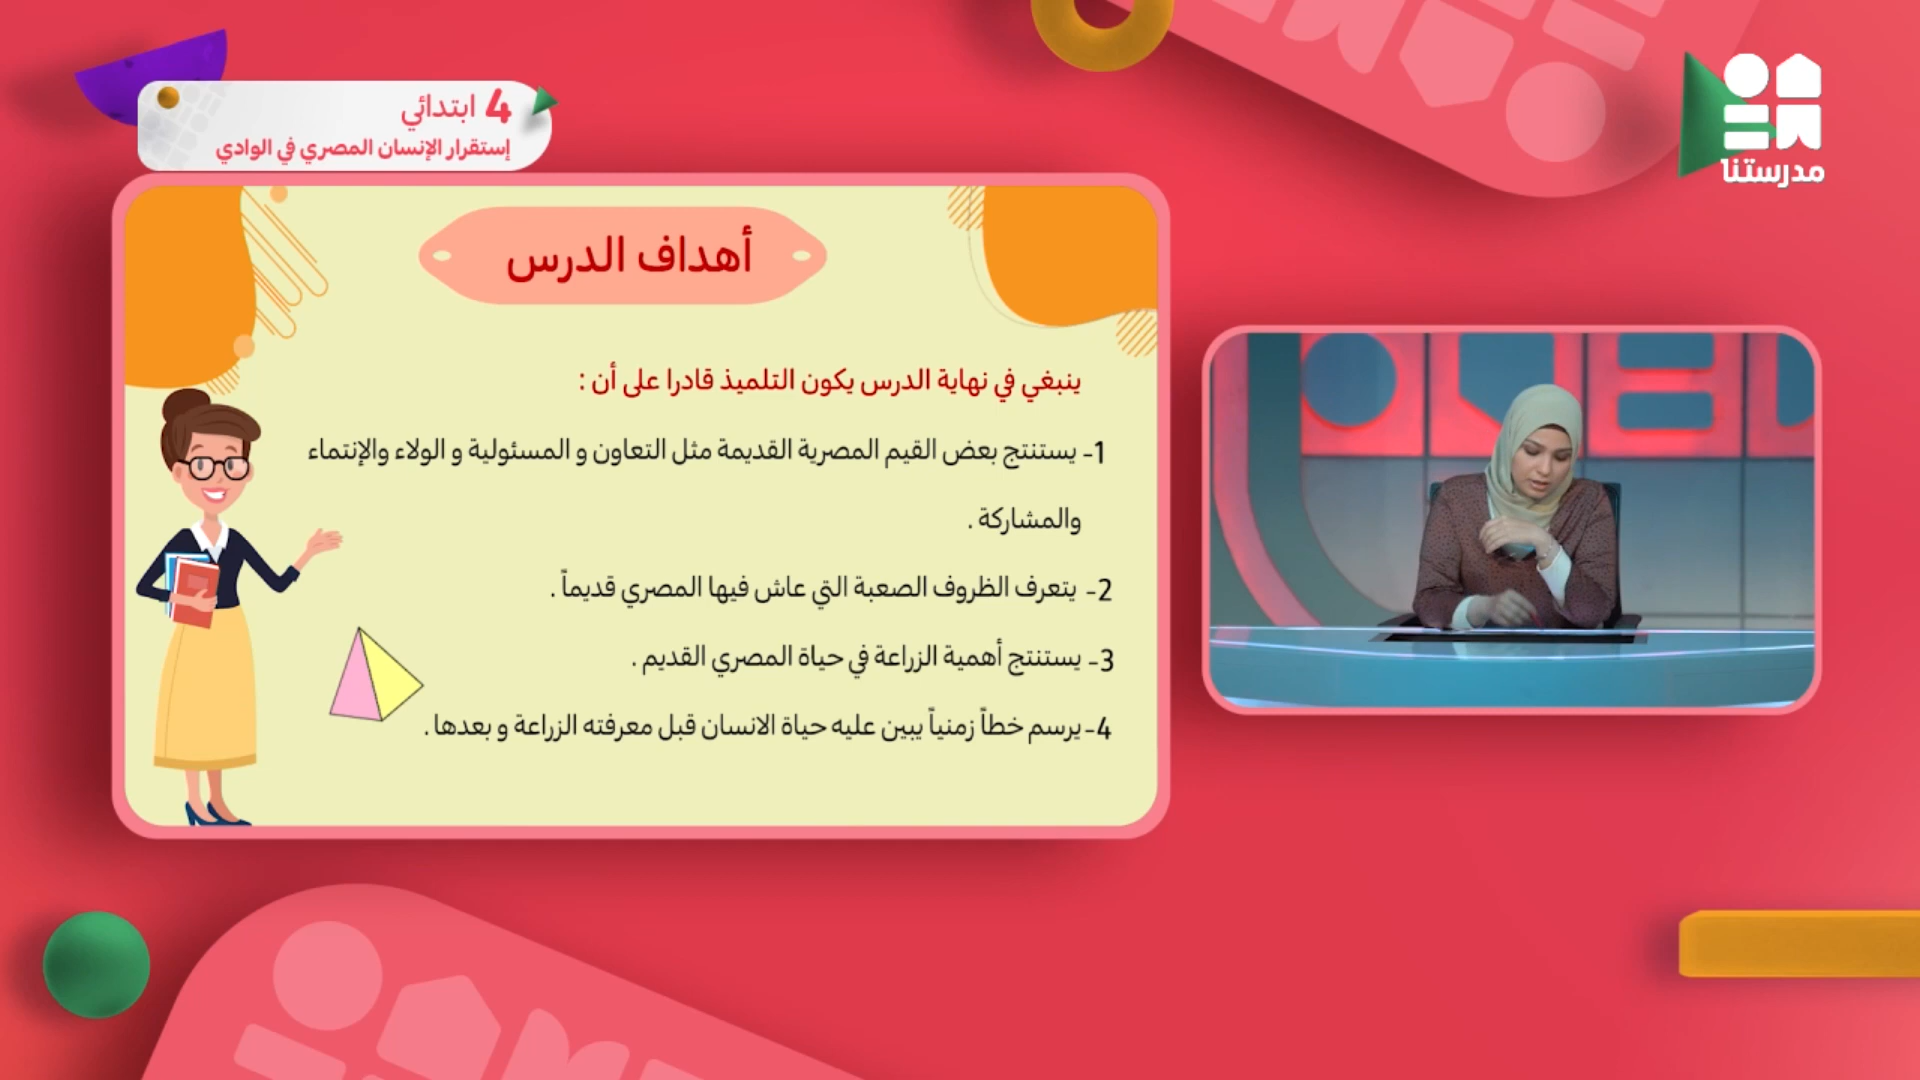 4 ابتدائي
إستقرار الإنسان المصري في الوادي
مدرستنا
أهداف الدرس
ينبغي في نهاية الدرس يكون التلميذ قادرا على أن :
1- يستنتج بعض القيم المصرية القديمة مثل التعاون و المسئولية و الولاء والإنتماء
والمشاركة .
2- يتعرف الظروف الصعبة التي عاش فيها المصري قديماً .
3- يستنتج أهمية الزراعة في حياة المصري القديم .
4- يرسم خطاً زمنياً يبين عليه حياة الانسان قبل معرفته الزراعة و بعدها .